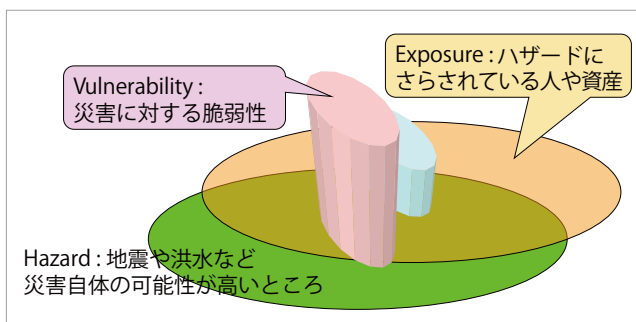 Vulnerability :
災害に対する脆弱性
Exposure : ハザードに
さらされている人や資産
Hazard : 地震や洪水など
災害自体の可能性が高いところ